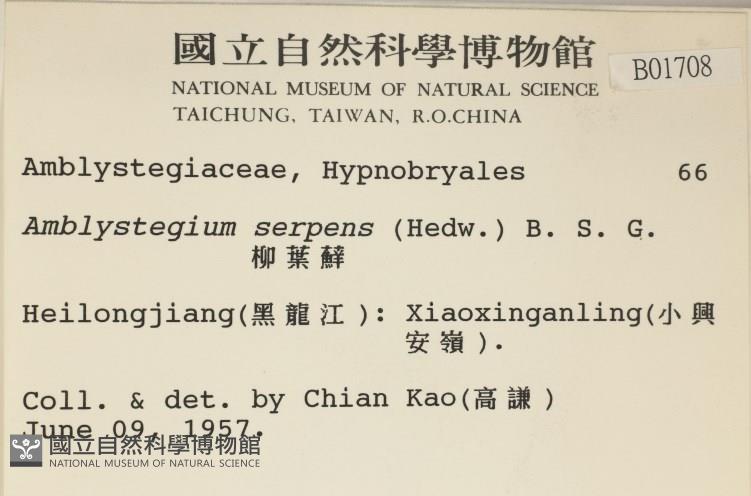 國立自然科學博物館
B01708
NATIONAL MUSEUM OF NATURAL SCIENCE
TAICHUNG, TAIWAN, R.O.CHINA
Amblystegiaceae, Hypnobryales 66
Amblystegium serpens (Hedw.) B. S. G.
柳葉蘚
Heilongjiang(黑龍江): Xiaoxinganling(小興
安嶺).
Coll. & det. by Chian Kao(高謙)
June 09, 1957.
國立自然科學博物館
NATIONAL MUSEUM OF NATURAL SCIENCE